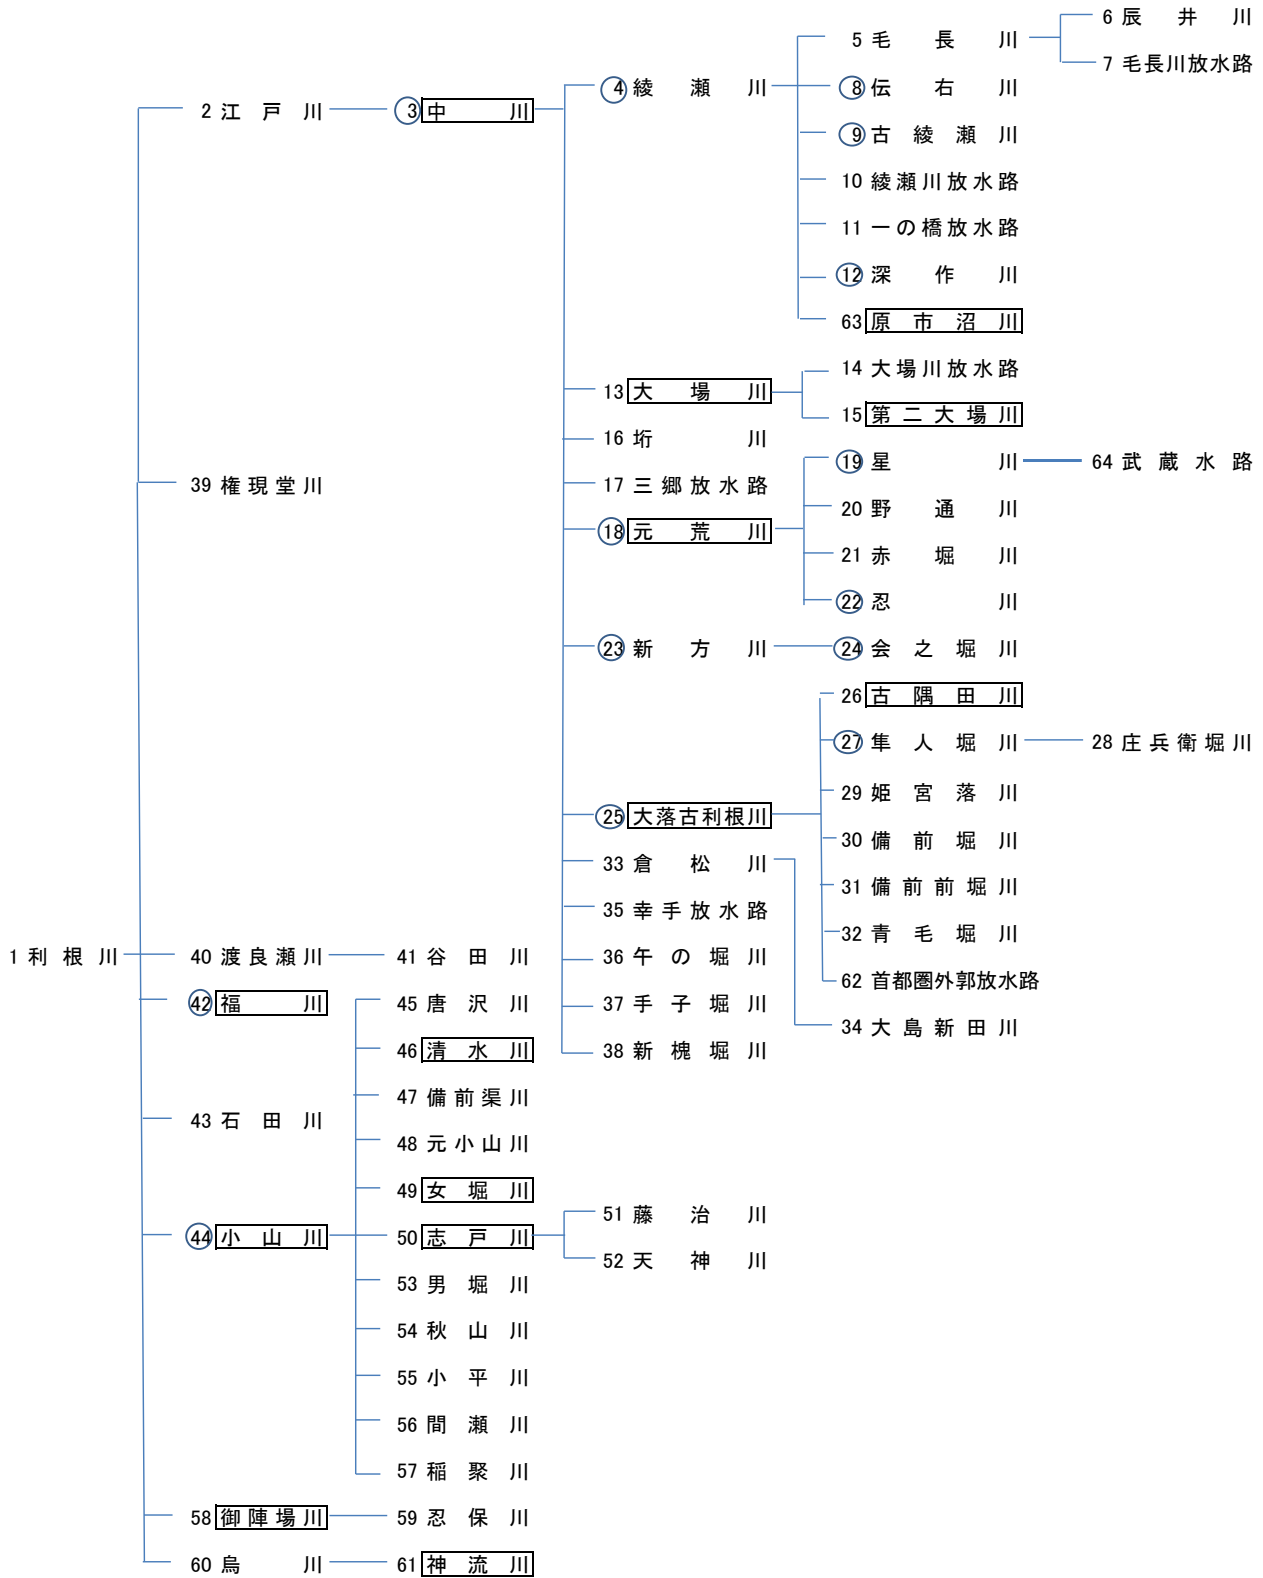 1 利根川
2 江戸川
3 中川
4 綾瀬川
5 毛長川
6 辰井川
7 毛長川放水路
8 伝右川
9 古綾瀬川
10 綾瀬川放水路
11 一の橋放水路
12 深作川
63 原市沼川
13 大場川
14 大場川放水路
15 第二大場川
16 垳川
17 三郷放水路
18 元荒川
19 星川
64 武蔵水路
20 野通川
21 赤堀川
22 忍川
23 新方川
24 会之堀川
25 大落古利根川
26 古隅田川
27 隼人堀川
28 庄兵衛堀川
29 姫宮落川
30 備前堀川
31 備前前堀川
32 青毛堀川
62 首都圏外郭放水路
33 倉松川
34 大島新田川
35 幸手放水路
36 午の堀川
37 手子堀川
38 新槐堀川
39 権現堂川
40 渡良瀬川
41 谷田川
42 福川
43 石田川
44 小山川
45 唐沢川
46 清水川
47 備前渠川
48 元小山川
49 女堀川
50 志戸川
51 藤治川
52 天神川
53 男堀川
54 秋山川
55 小平川
56 間瀬川
57 稲聚川
58 御陣場川
59 忍保川
60 烏川
61 神流川